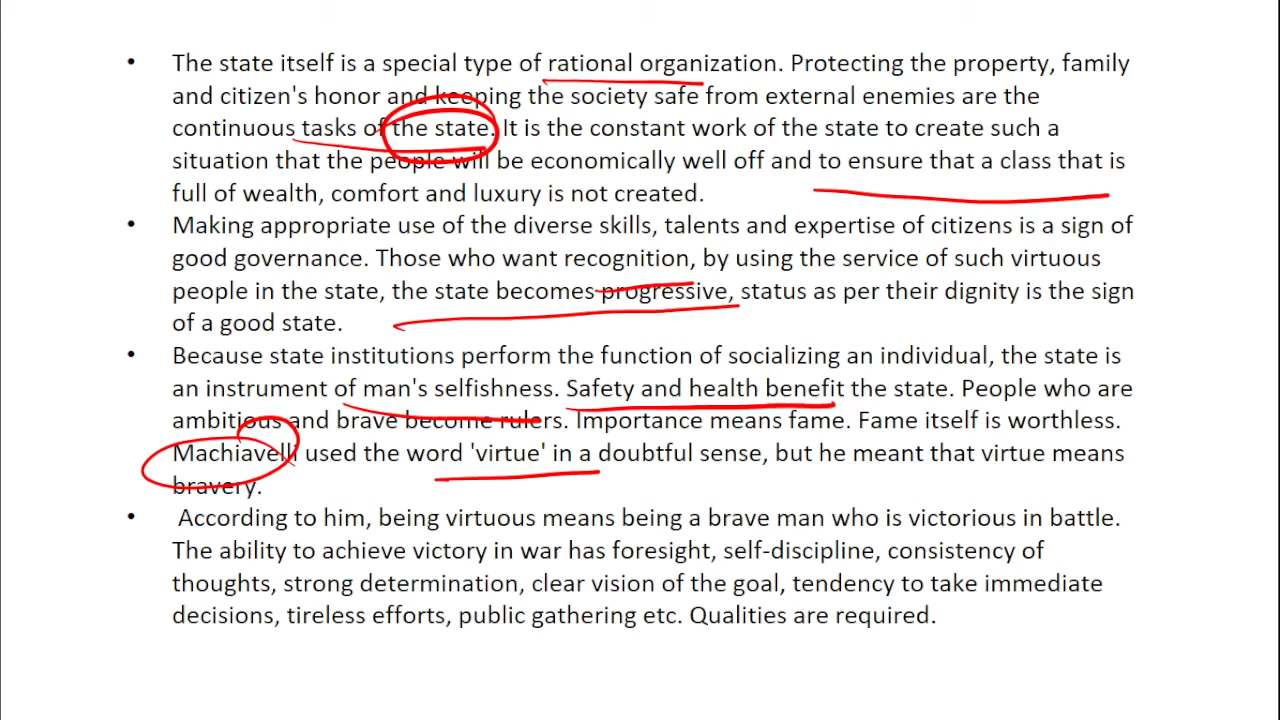 • The state itself is a special type of rational organization. Protecting the property, family
and citizen's honor and keeping the society safe from external enemies are the
continuous tasks of the state. It is the constant work of the state to create such a
situation that the people will be economically well off and to ensure that a class that is
full of wealth, comfort and luxury is not created.
• Making appropriate use of the diverse skills, talents and expertise of citizens is a sign of
good governance. Those who want recognition, by using the service of such virtuous
people in the state, the state becomes progressive, status as per their dignity is the sign
of a good state.
• Because state institutions perform the function of socializing an individual, the state is
an instrument of man's selfishness. Safety and health benefit the state. People who are
ambitious and brave become rulers. Importance means fame. Fame itself is worthless.
Machiavelli used the word 'virtue' in a doubtful sense, but he meant that virtue means
bravery.
• According to him, being virtuous means being a brave man who is victorious in battle.
The ability to achieve victory in war has foresight, self-discipline, consistency of
thoughts, strong determination, clear vision of the goal, tendency to take immediate
decisions, tireless efforts, public gathering etc. Qualities are required.